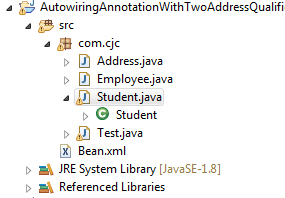 AutowiringAnnotationWithTwoAddressQualifi
src
com.cjc
Address.java
Employee.java
Student.java
Student
Test.java
Bean.xml
JRE System Library [JavaSE-1.8]
Referenced Libraries